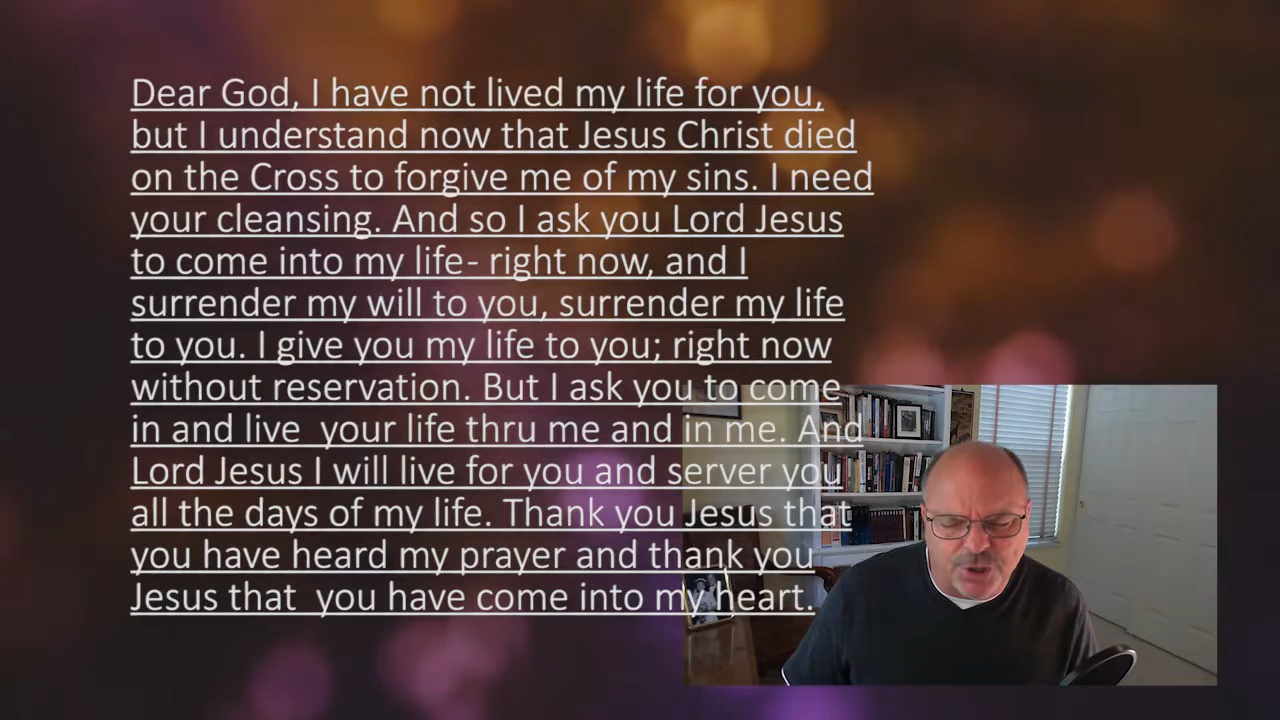 Dear God, I have not lived my life for you,
but I understand now that Jesus Christ died
on the Cross to forgive me of my sins. I need
your cleansing. And so I ask you Lord Jesus
to come into my life- right now, and I
surrender my will to you, surrender my life
to you. I give you my life to you; right now
without reservation. But I ask you to come
in and live  your life thru me and in me. And
Lord Jesus I will live for you and server you
all the days of my life. Thank you Jesus that
you have heard my prayer and thank you
Jesus that  you have come into my heart.